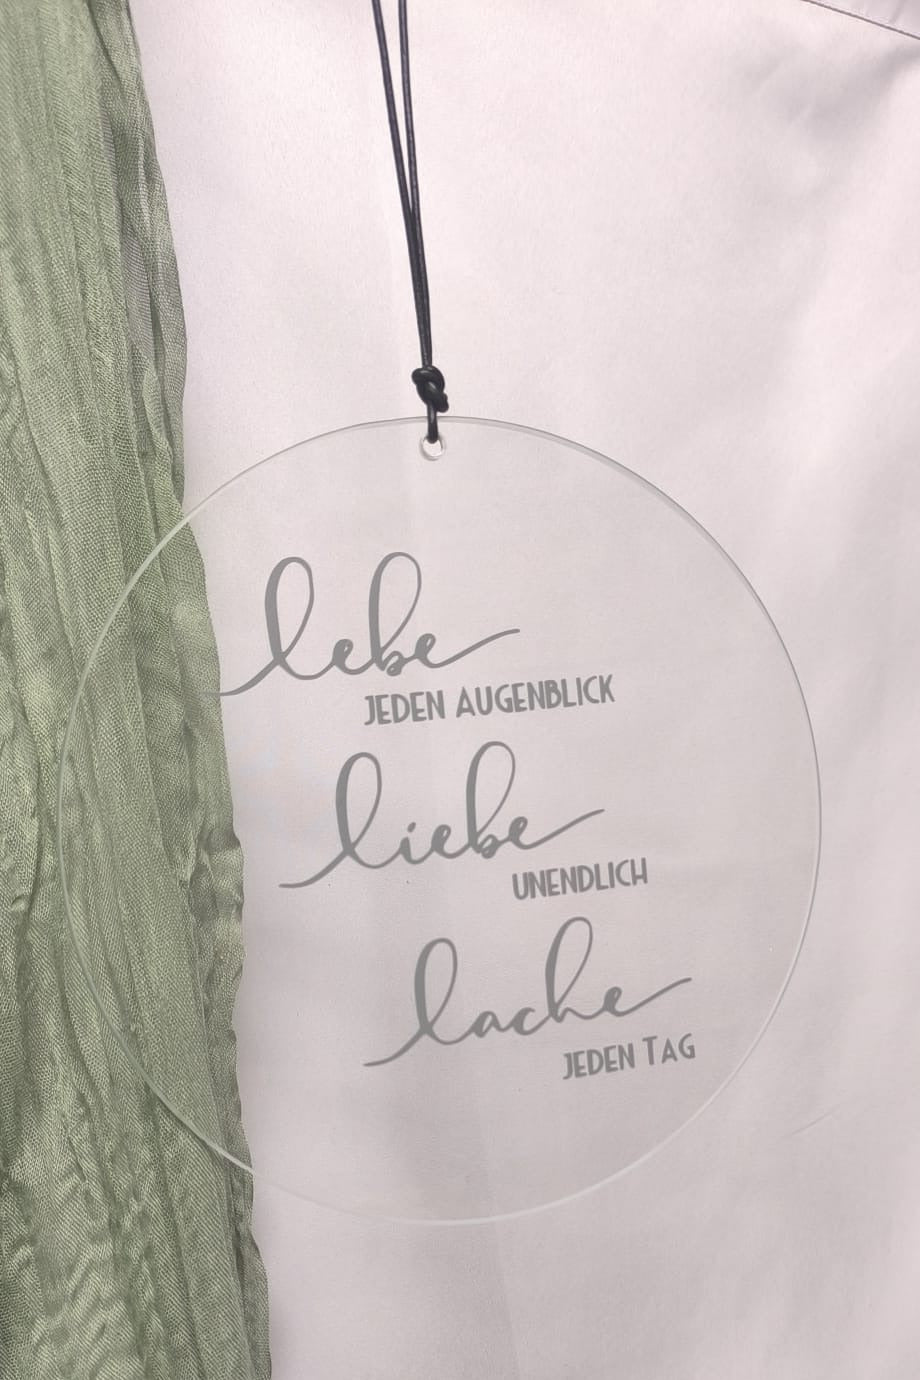 lebe
JEDEN AUGENBLICK
liebe
UNENDLICH
lache
JEDEN TAG